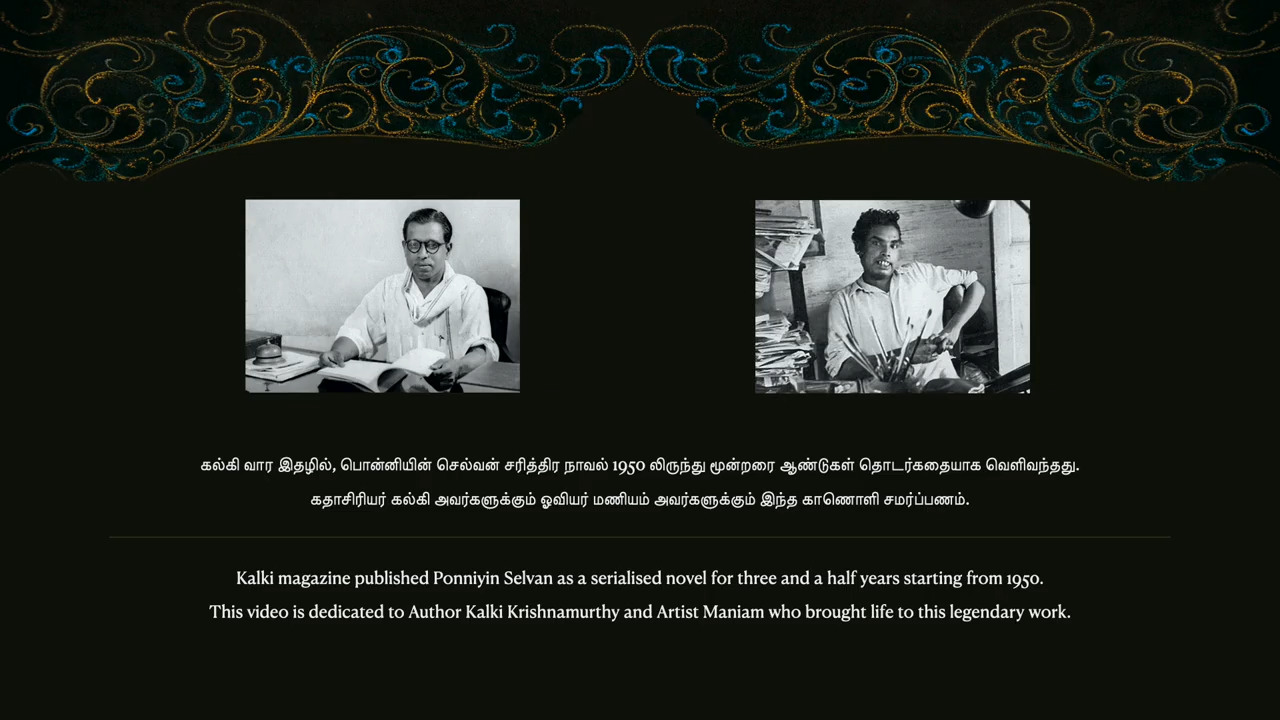 கல்கி வார இதழில், பொன்னியின் செல்வன் சரித்திர நாவல் 1950 லிருந்து மூன்றரை ஆண்டுகள் தொடர்கதையாக வெளிவந்தது.
கதாசிரியர் கல்கி அவர்களுக்கும் ஓவியர் மணியம் அவர்களுக்கும் இந்த காணொளி சமர்ப்பணம்.
Kalki magazine published Ponniyin Selvan as a serialised novel for three and a half years starting from 1950.
This video is dedicated to Author Kalki Krishnamurthy and Artist Maniam who brought life to this legendary work.